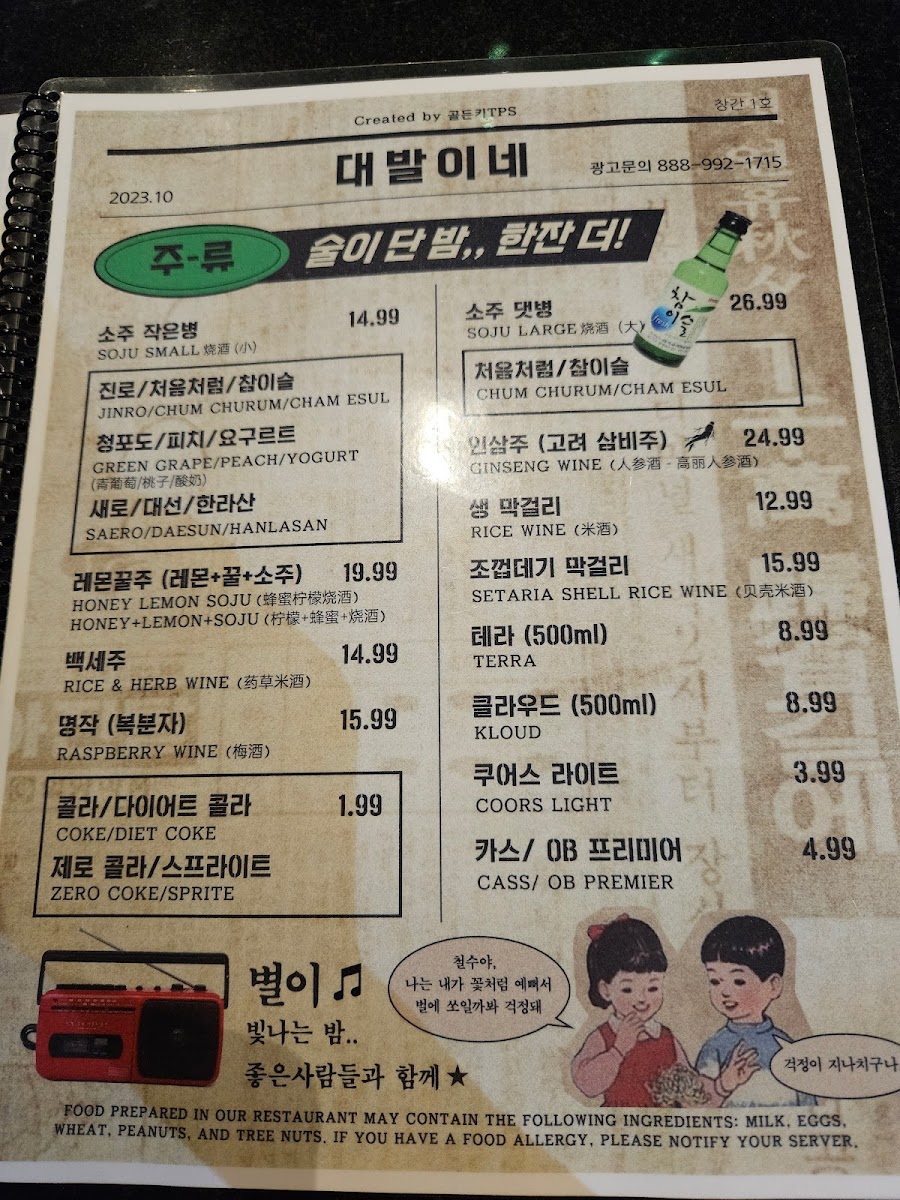 Created by 골든키TPS
창간 1호
대발이네
2023.10
광고문의 888-992-1715
주-류
술이 단 밤,, 한잔 더!
소주 작은병 14.99
SOJU SMALL 烧酒 (小)
진로/처음처럼/참이슬
JINRO/CHUM CHURUM/CHAM ESUL
청포도/피치/요구르트
GREEN GRAPE/PEACH/YOGURT
(青葡萄/桃子/酸奶)
새로/대선/한라산
SAERO/DAESUN/HANLASAN
레몬꿀주 (레몬+꿀+소주) 19.99
HONEY LEMON SOJU (蜂蜜柠檬烧酒)
HONEY+LEMON+SOJU (柠檬+蜂蜜+烧酒)
백세주 14.99
RICE & HERB WINE (药草米酒)
명작 (복분자) 15.99
RASPBERRY WINE (梅酒)
콜라/다이어트 콜라 1.99
COKE/DIET COKE
제로 콜라/스프라이트
ZERO COKE/SPRITE
소주 댓병 26.99
SOJU LARGE 烧酒 (大)
참이슬
처음처럼/참이슬
CHUM CHURUM/CHAM ESUL
인삼주 (고려 삼비주) 24.99
GINSENG WINE (人参酒 - 高丽人参酒)
생 막걸리 12.99
RICE WINE (米酒)
조껍데기 막걸리 15.99
SETARIA SHELL RICE WINE (贝壳米酒)
테라 (500ml) 8.99
TERRA
클라우드 (500ml) 8.99
KLOUD
쿠어스 라이트 3.99
COORS LIGHT
카스/ OB 프리미어 4.99
CASS/ OB PREMIER
별이 ♫
빛나는 밤..
좋은사람들과 함께 ★
철수야,
나는 내가 꽃처럼 예뻐서
벌에 쏘일까봐 걱정돼
걱정이 지나치구나
FOOD PREPARED IN OUR RESTAURANT MAY CONTAIN THE FOLLOWING INGREDIENTS: MILK, EGGS,
WHEAT, PEANUTS, AND TREE NUTS. IF YOU HAVE A FOOD ALLERGY, PLEASE NOTIFY YOUR SERVER.